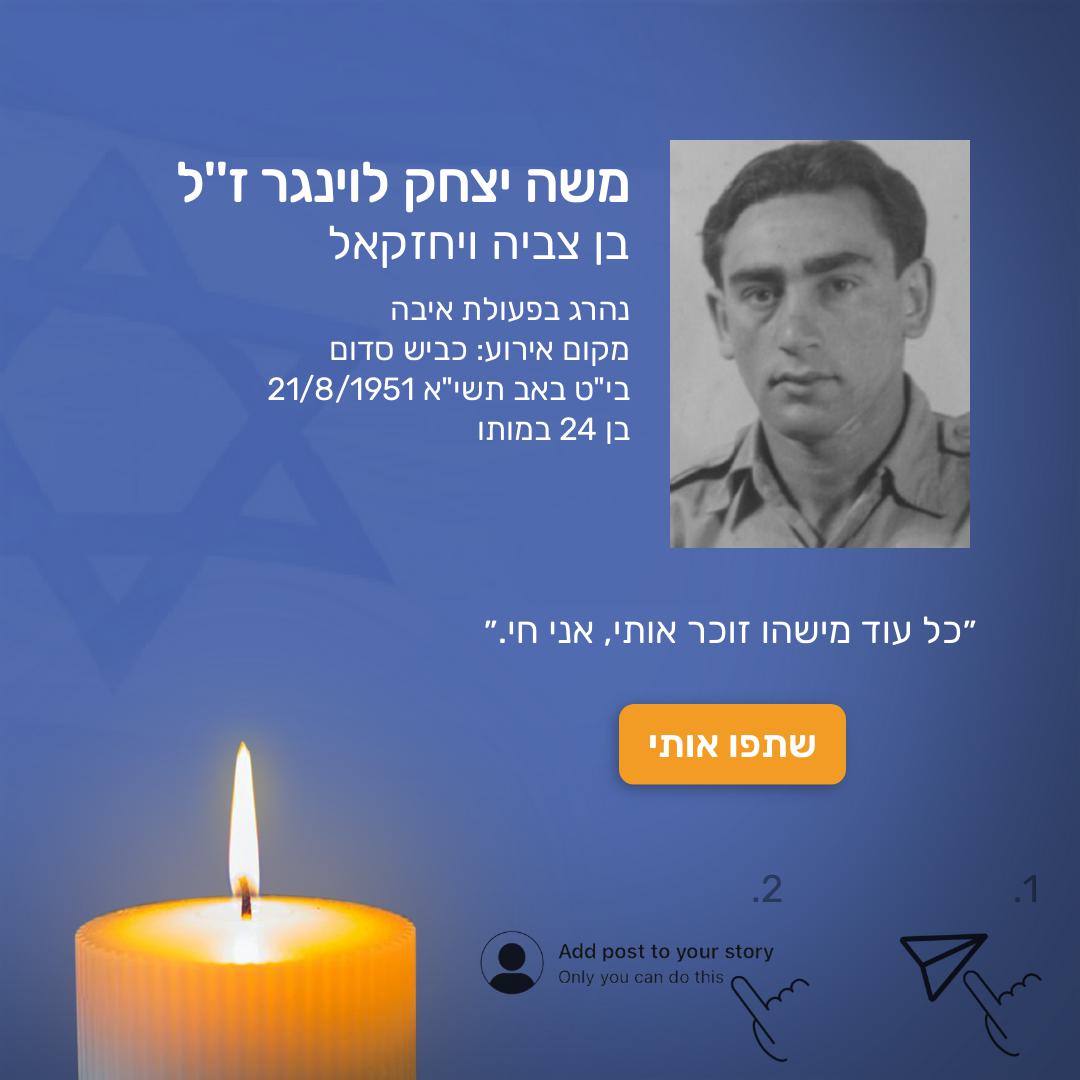 משה יצחק לוינגר ז"ל
בן צביה ויחזקאל
נהרג בפעולת איבה
מקום אירוע: כביש סדום
בי"ט באב תשי"א 21/8/1951
בן 24 במותו
״כל עוד מישהו זוכר אותי, אני חי.״
שתפו אותי
1.
2.
Add post to your story
Only you can do this